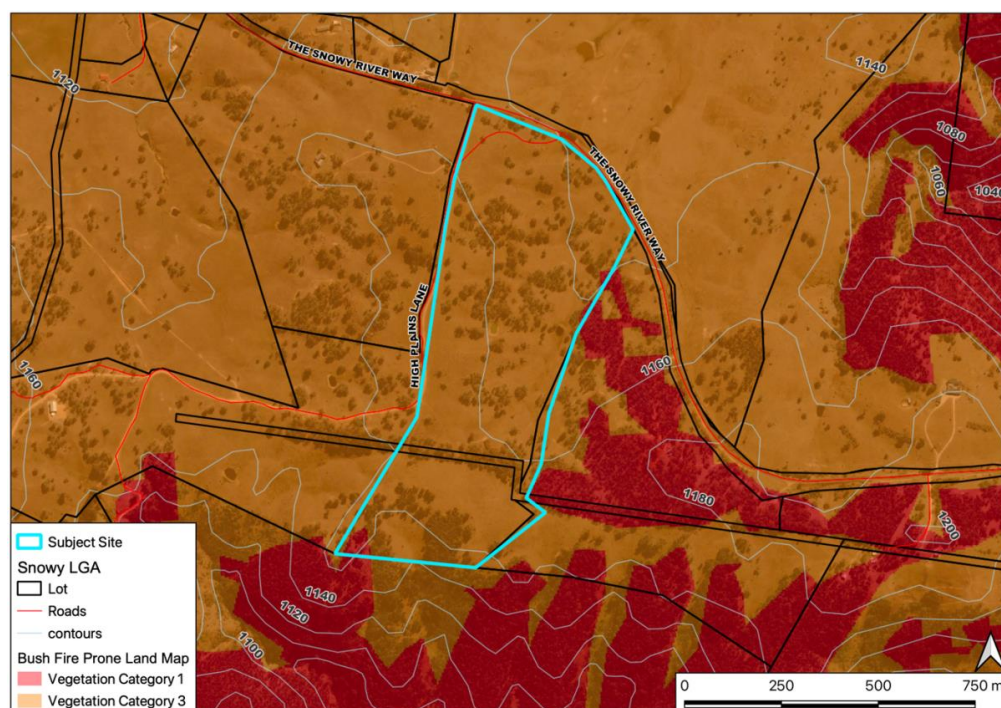 THE SNOWY RIVER WAY
1120
1140
1080
1060
1040
THE SNOWY RIVER WAY
HIGH PLAINS LANE
1160
1160
1180
1200
1140
1120
1100
Subject Site
Snowy LGA
Lot
Roads
contours
Bush Fire Prone Land Map
Vegetation Category 1
Vegetation Category 3
0 250 500 750 m